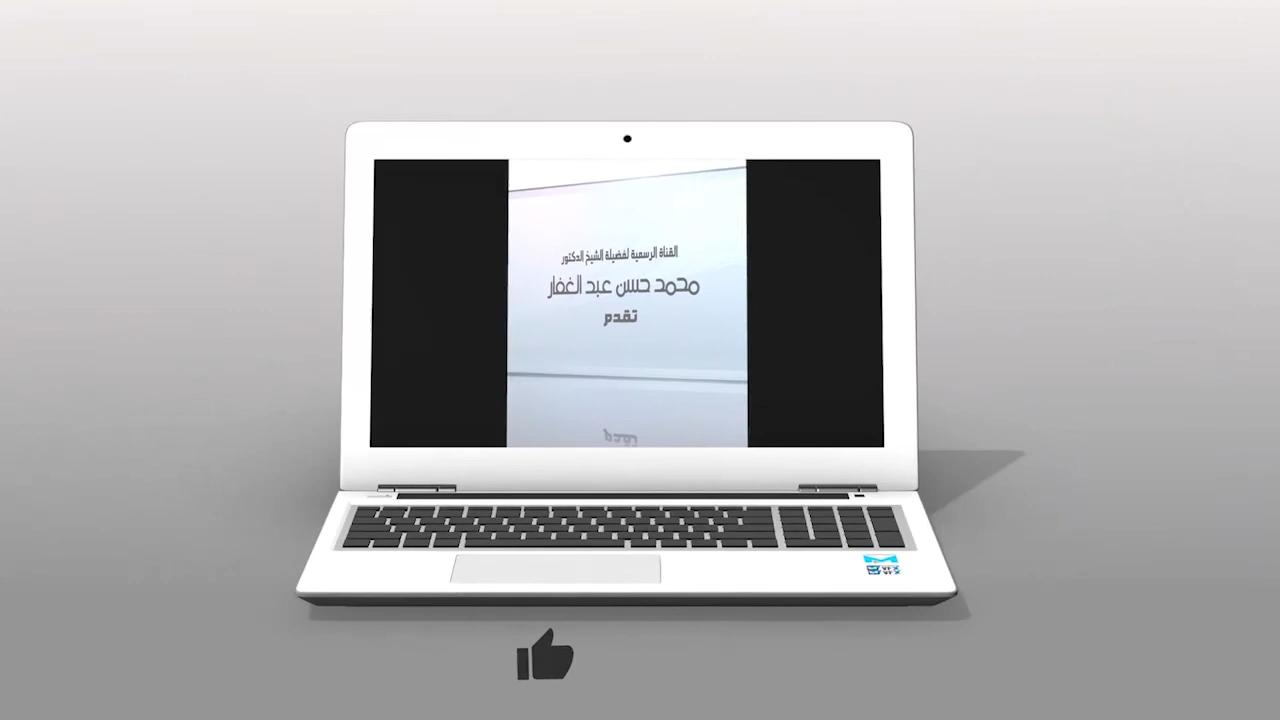 القناة الرسمية لفضيلة الشيخ الدكتور
محمد حسن عبد الغفار
تقدم